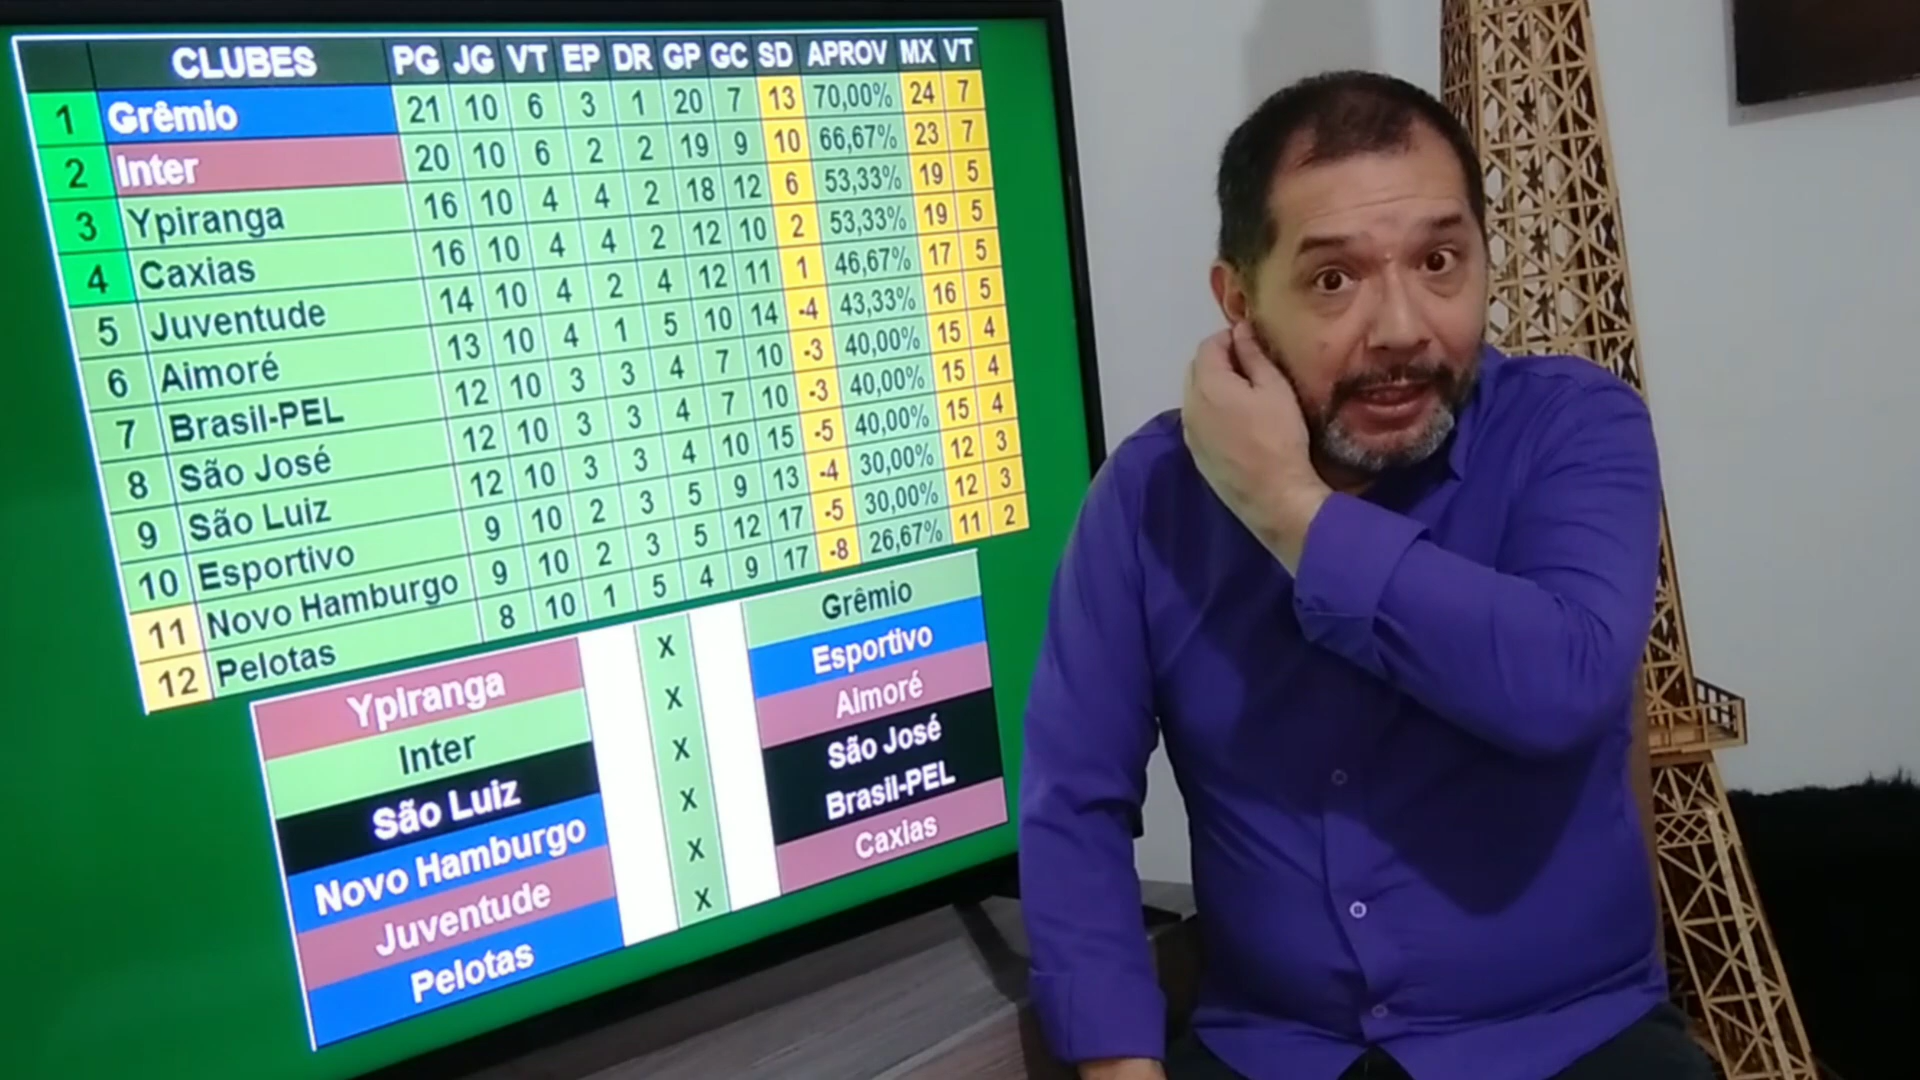 CLUBES PG JG VT EP DR GP GC SD APROV MX VT
1 Grêmio 21 10 6 3 1 20 7 13 70,00% 24 7
2 Inter 20 10 6 2 2 19 9 10 66,67% 23 7
3 Ypiranga 16 10 4 4 2 18 12 6 53,33% 19 5
4 Caxias 16 10 4 4 2 12 10 2 53,33% 19 5
5 Juventude 14 10 4 2 4 12 11 1 46,67% 17 5
6 Aimoré 13 10 4 1 5 10 14 -4 43,33% 16 5
7 Brasil-PEL 12 10 3 3 4 7 10 -3 40,00% 15 4
8 São José 12 10 3 3 4 7 10 -3 40,00% 15 4
9 São Luiz 12 10 3 3 4 10 15 -5 40,00% 15 4
10 Esportivo 9 10 2 3 5 9 13 -4 30,00% 12 3
11 Novo Hamburgo 9 10 2 3 5 12 17 -5 30,00% 12 3
12 Pelotas 8 10 1 5 4 9 17 -8 26,67% 11 2
Ypiranga X Grêmio
Inter X Esportivo
São Luiz X Aimoré
Novo Hamburgo X São José
Juventude X Brasil-PEL
Pelotas X Caxias